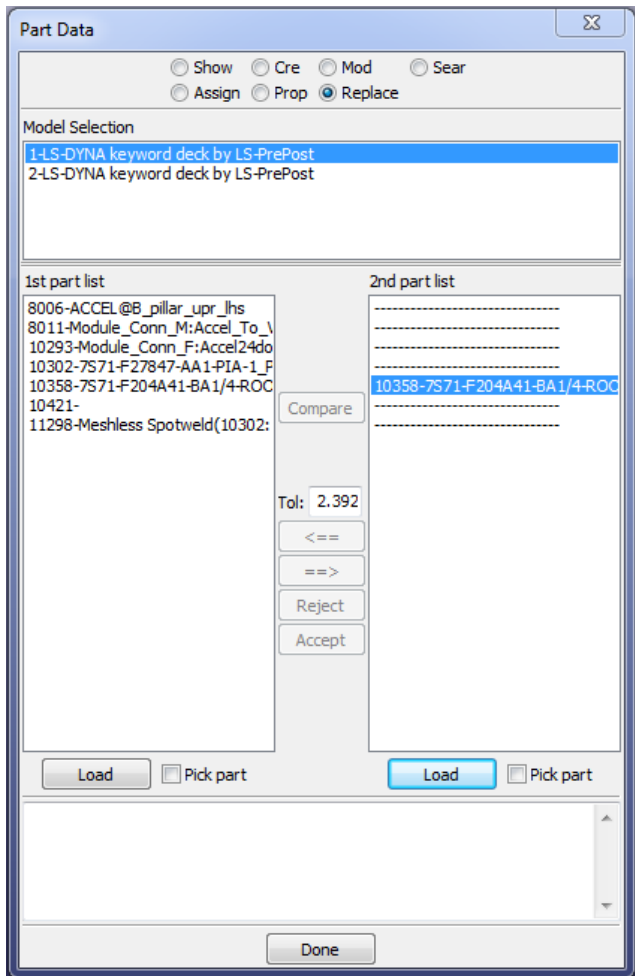 Part Data
Show Cre Mod Sear
Assign Prop Replace
Model Selection
1-LS-DYNA keyword deck by LS-PrePost
2-LS-DYNA keyword deck by LS-PrePost
1st part list
8006-ACCEL@B_pillar_upr_lhs
8011-Module_Conn_M:Accel_To_\
10293-Module_Conn_F:Accel24do
10302-7S71-F27847-AA1-PIA-1_P
10358-7S71-F204A41-BA1/4-ROC
10421-
11298-Meshless Spotweld(10302:
Compare
Tol: 2.392
<==
==>
Reject
Accept
2nd part list
-------------------------------
-------------------------------
-------------------------------
-------------------------------
10358-7S71-F204A41-BA1/4-ROC
-------------------------------
-------------------------------
Load Pick part Load Pick part
Done